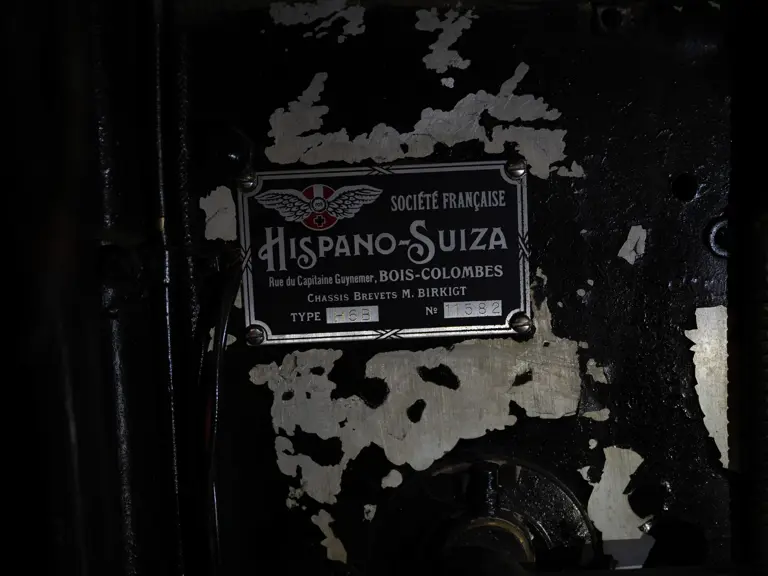 SOCIÉTÉ FRANÇAISE
HISPANO-SUIZA
Rue du Capitaine Guynemer, BOIS-COLOMBES
CHASSIS BREVETS M. BIRKIGT
TYPE H6B Nº 11582